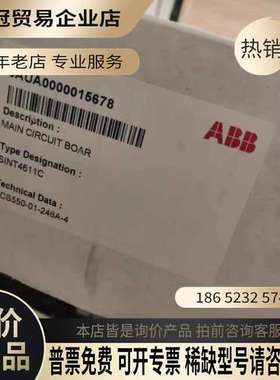 冠贸易企业店
年老店 | 专业服务
热销
AUA0000015678
Description :
MAIN CIRCUIT BOAR
Type Designation :
SINT4611C
Technical Data :
CS550-01-246A-4
ABB
186 5232 574
价
品
本店皆是询价产品 拍前咨询客服
普票免费 可开专票 稀缺型号请咨